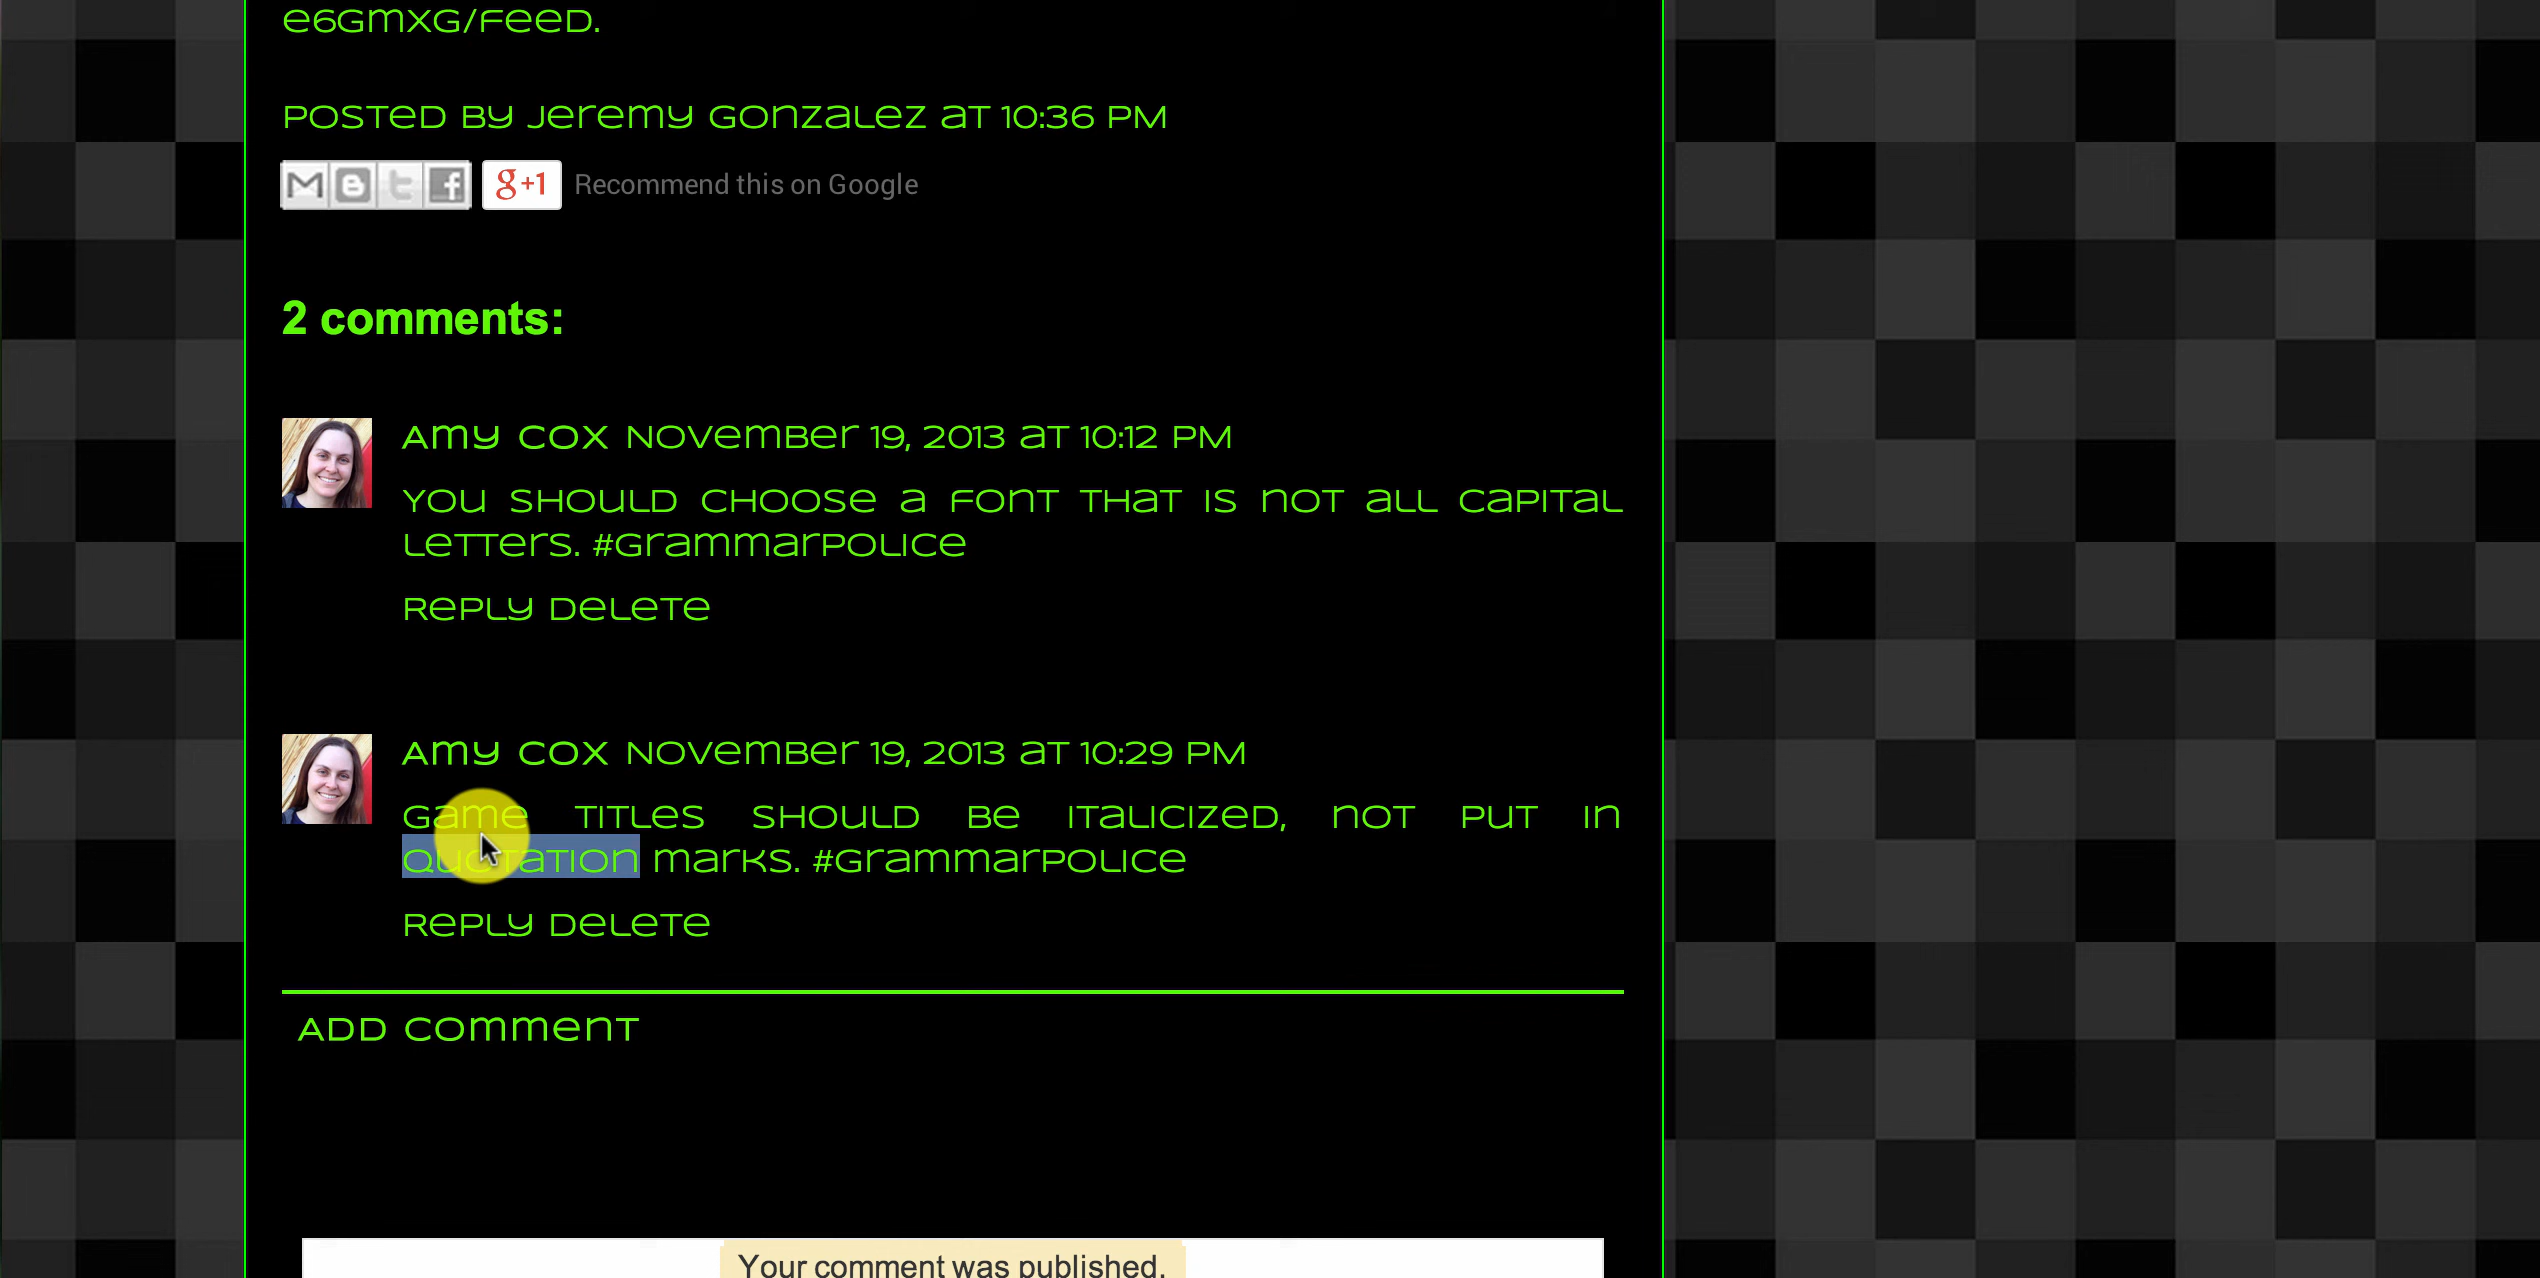 e6GmxG/Feed.
Posted by Jeremy Gonzalez at 10:36 PM
g+1 Recommend this on Google
2 comments:
Amy Cox November 19, 2013 at 10:12 PM
You should choose a font that is not all capital
letters. #GrammarPolice
Reply Delete
Amy Cox November 19, 2013 at 10:29 PM
Game titles should be italicized, not put in
quotation marks. #GrammarPolice
Reply Delete
Add comment
Your comment was published.